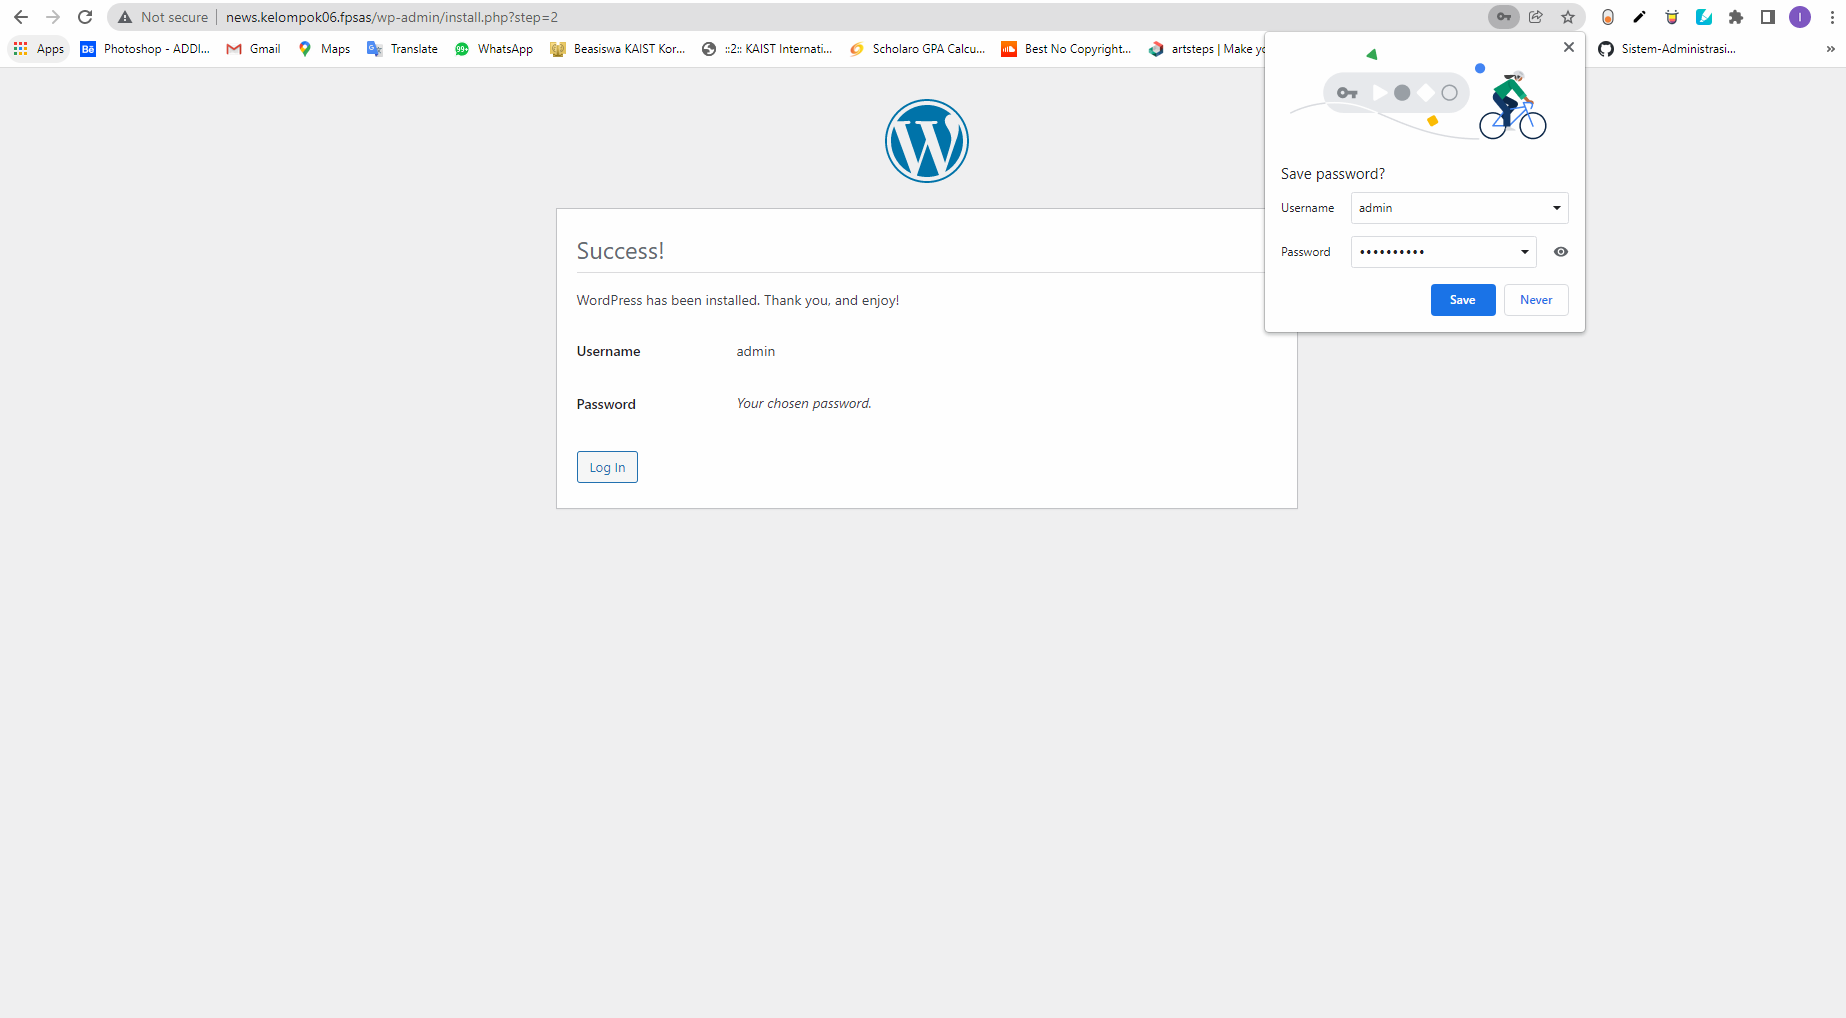 Not secure news.kelompok06.fpsas/wp-admin/install.php?step=2 I
Apps Photoshop - ADDI... Gmail Maps Translate WhatsApp Beasiswa KAIST Kor... ::2:: KAIST Internati... Scholaro GPA Calcu... Best No Copyright... artsteps | Make yo Sistem-Administrasi... »
Save password?
Username admin
Password ••••••••••
Save Never
Success!
WordPress has been installed. Thank you, and enjoy!
Username admin
Password Your chosen password.
Log In